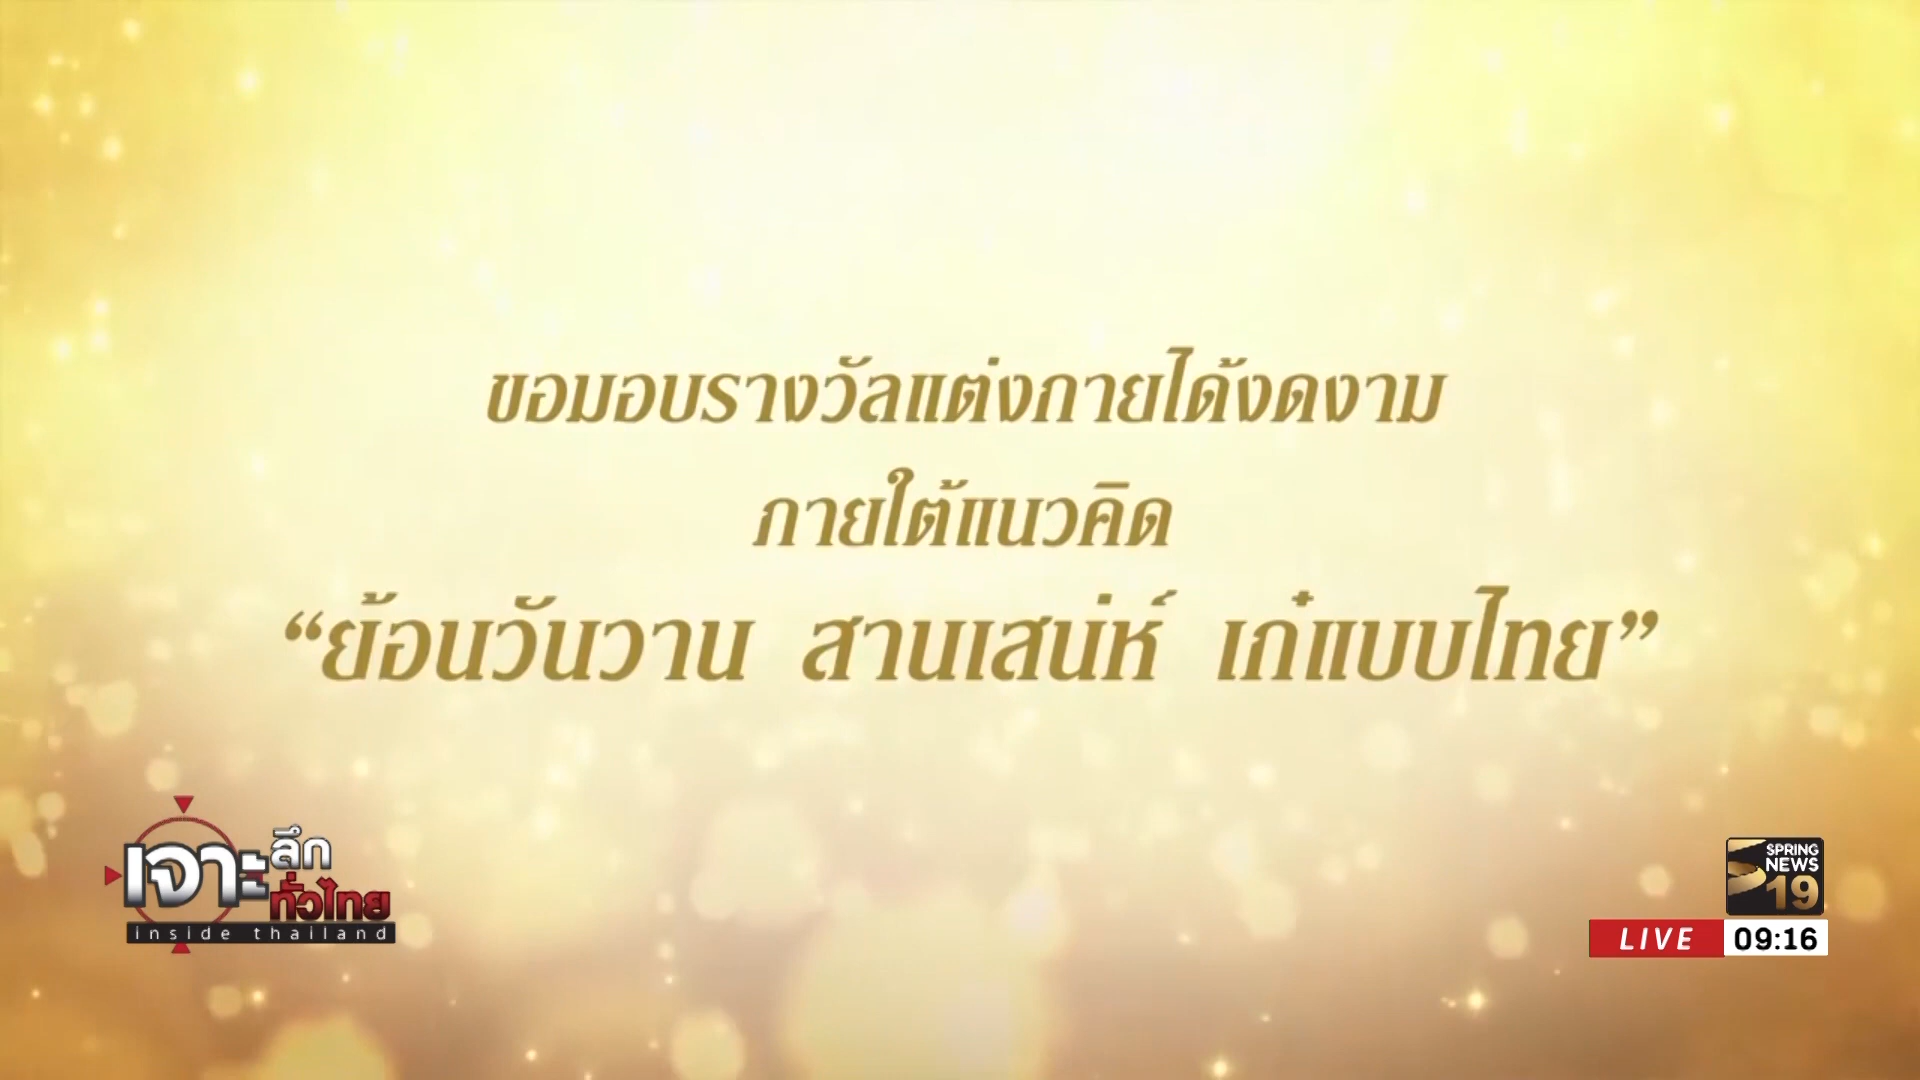 ขอมอบรางวัลแต่งกายได้งดงาม
ภายใต้แนวคิด
“ย้อนวันวาน สานเสน่ห์ เก๋แบบไทย”
เจาะลึกทั่วไทย
inside thailand
SPRING
NEWS
19
LIVE 09:16